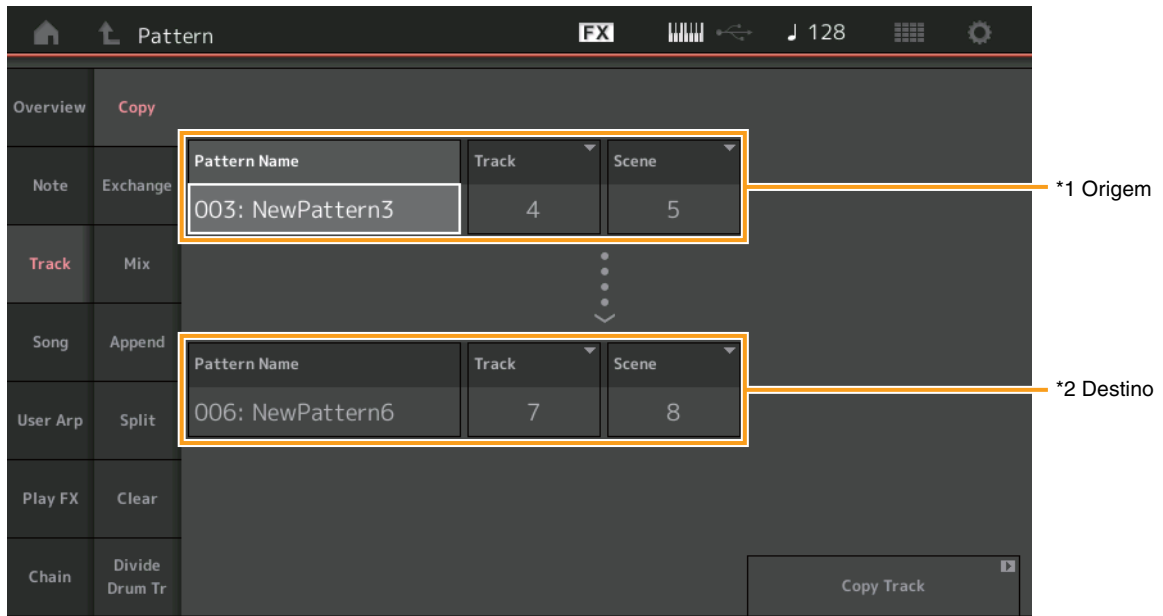 Pattern
FX
128
Overview
Copy
Pattern Name
Track
Scene
Note
Exchange
003: NewPattern3
4
5
*1 Origem
Track
Mix
Song
Append
Pattern Name
Track
Scene
*2 Destino
User Arp
Split
006: NewPattern6
7
8
Play FX
Clear
Chain
Divide
Drum Tr
Copy Track